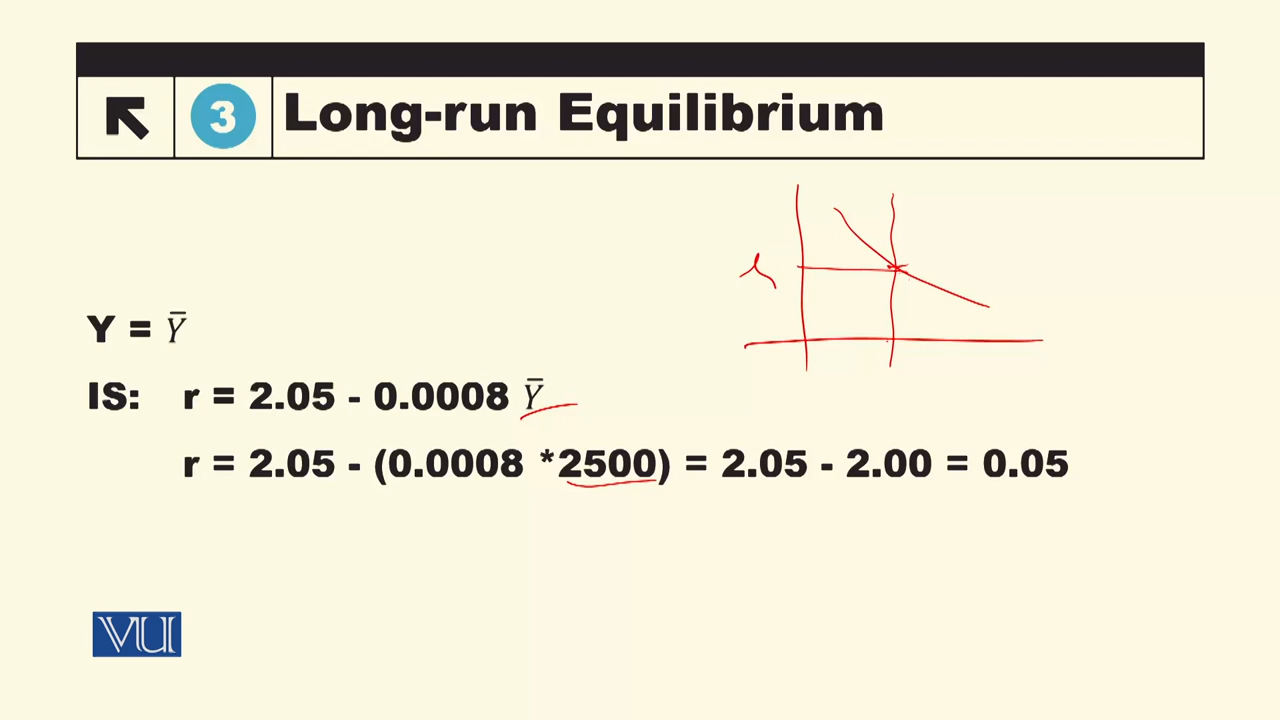 3 Long-run Equilibrium
r
Y = Ȳ
IS: r = 2.05 - 0.0008 Ȳ
r = 2.05 - (0.0008 *2500) = 2.05 - 2.00 = 0.05
VU